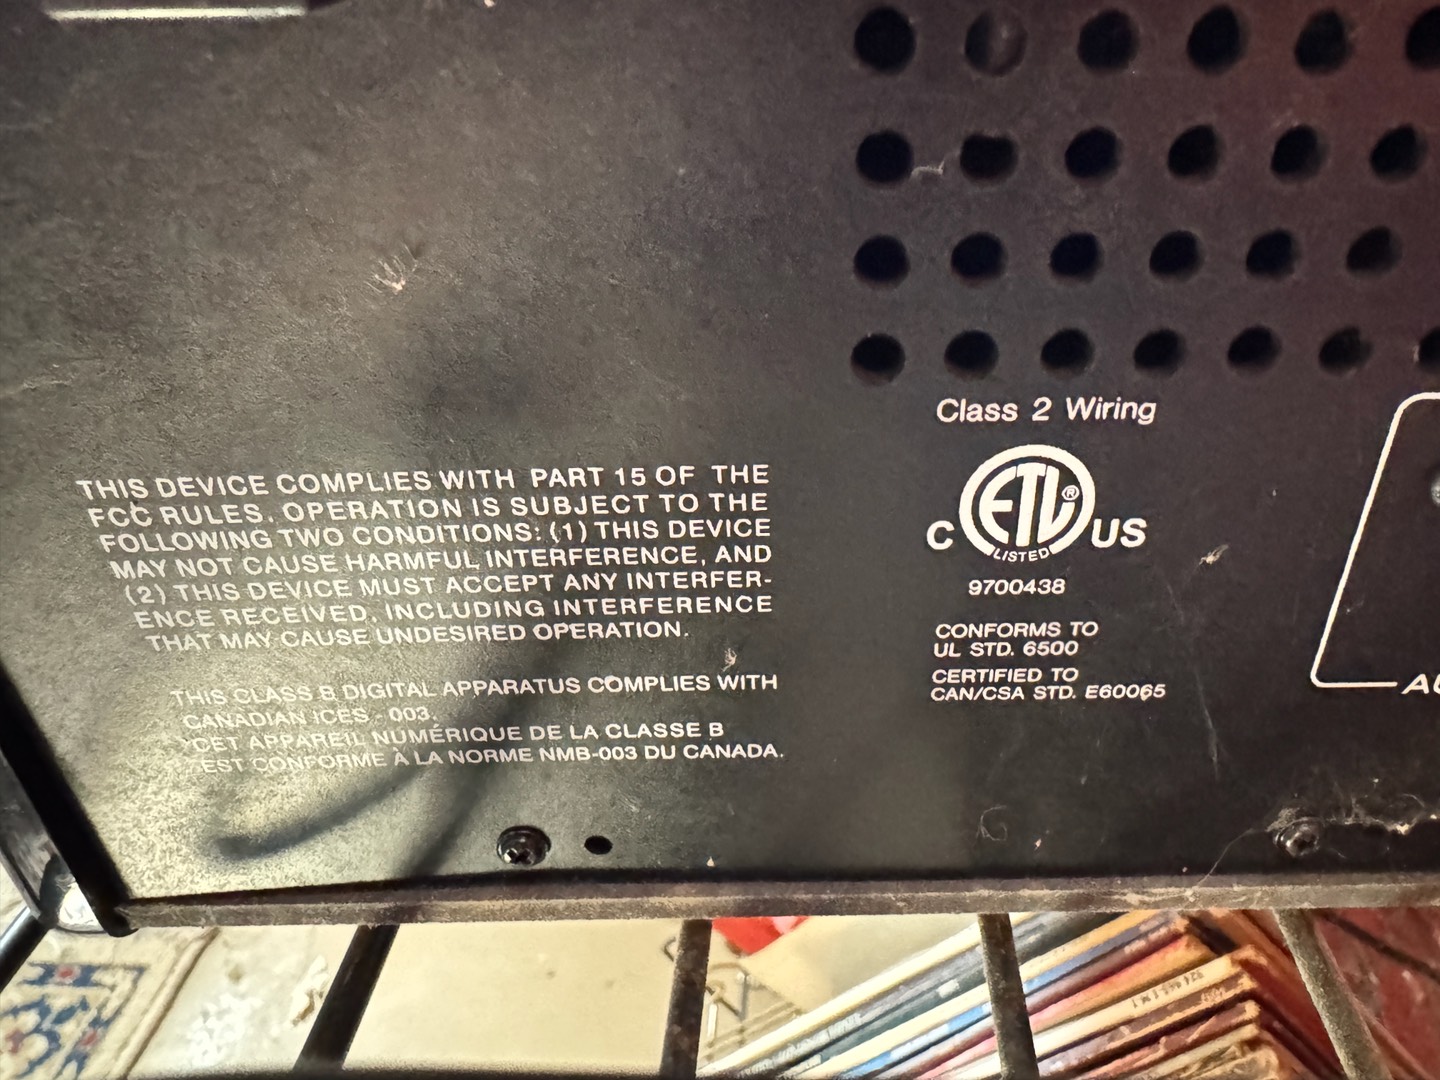 THIS DEVICE COMPLIES WITH PART 15 OF THE
FCC RULES. OPERATION IS SUBJECT TO THE
FOLLOWING TWO CONDITIONS: (1) THIS DEVICE
MAY NOT CAUSE HARMFUL INTERFERENCE, AND
(2) THIS DEVICE MUST ACCEPT ANY INTERFER-
ENCE RECEIVED, INCLUDING INTERFERENCE
THAT MAY CAUSE UNDESIRED OPERATION.
THIS CLASS B DIGITAL APPARATUS COMPLIES WITH
CANADIAN ICES - 003.
CET APPAREIL NUMÉRIQUE DE LA CLASSE B
EST CONFORME À LA NORME NMB-003 DU CANADA.
Class 2 Wiring
C ETL® US
LISTED
9700438
CONFORMS TO
UL STD. 6500
CERTIFIED TO
CAN/CSA STD. E60065